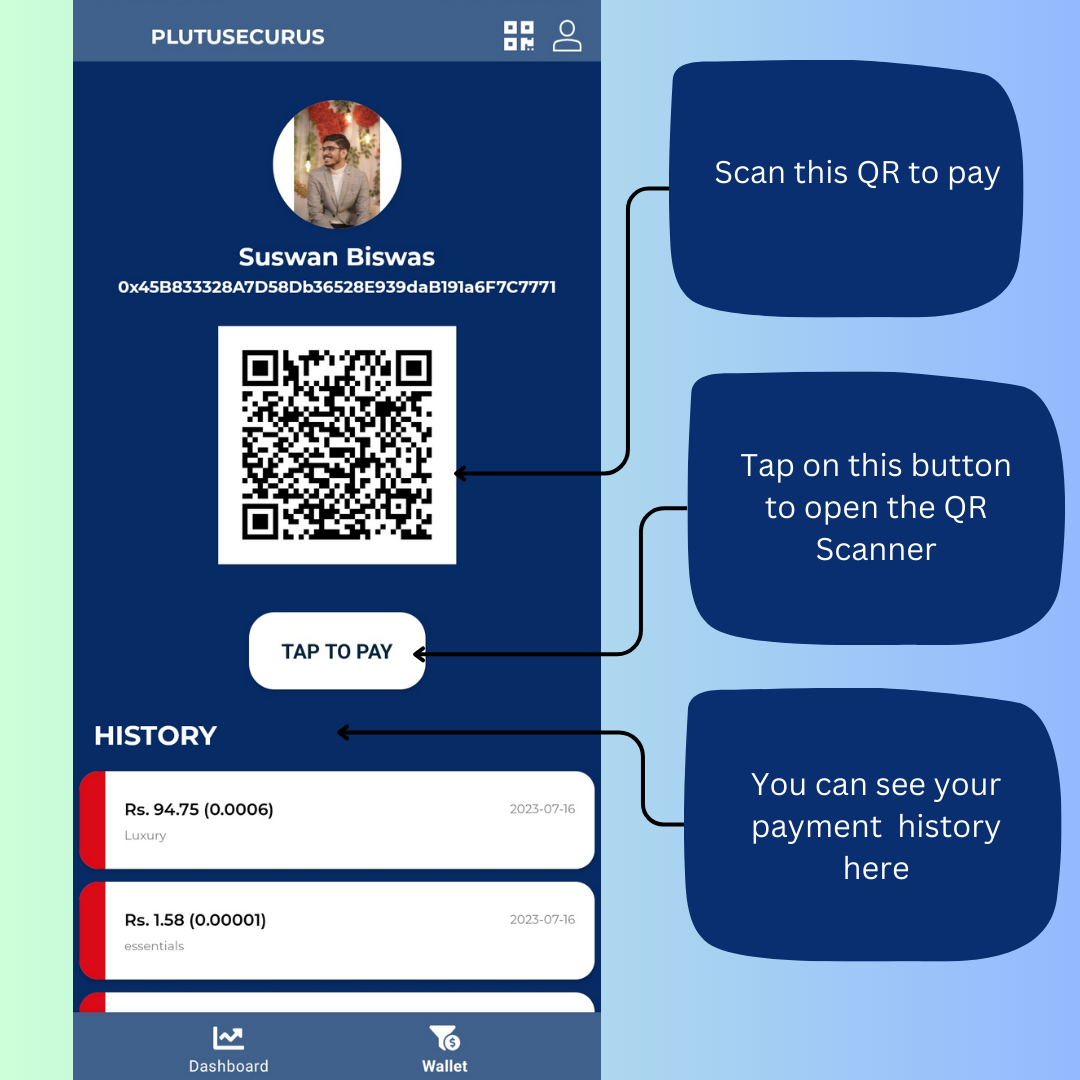 PLUTUSECURUS
Suswan Biswas
0x45B833328A7D58Db36528E939daB191a6F7C7771
TAP TO PAY
HISTORY
Rs. 94.75 (0.0006)
2023-07-16
Luxury
Rs. 1.58 (0.00001)
2023-07-16
essentials
Dashboard
Wallet
Scan this QR to pay
Tap on this button
to open the QR
Scanner
You can see your
payment history
here